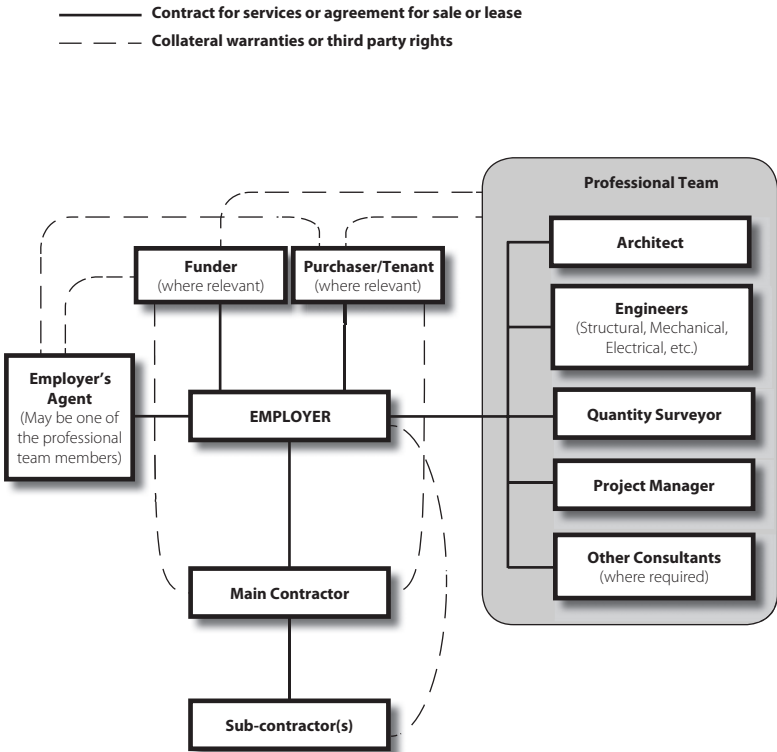 Contract for services or agreement for sale or lease
Collateral warranties or third party rights
Professional Team
Funder
(where relevant)
Purchaser/Tenant
(where relevant)
Architect
Engineers
(Structural, Mechanical,
Electrical, etc.)
Employer's
Agent
(May be one of
the professional
team members)
EMPLOYER
Quantity Surveyor
Project Manager
Other Consultants
(where required)
Main Contractor
Sub-contractor(s)